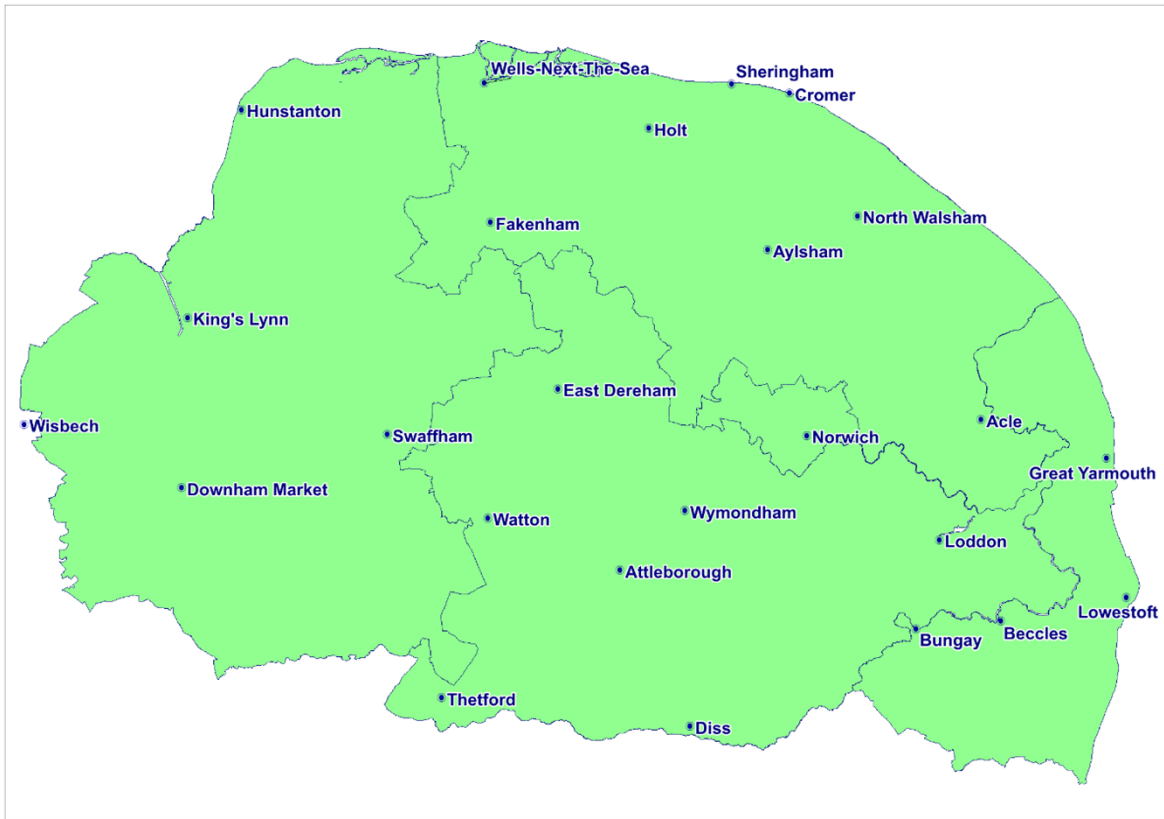 Wells-Next-The-Sea
Sheringham
Cromer
Hunstanton
Holt
North Walsham
Fakenham
Aylsham
King's Lynn
East Dereham
Acle
Wisbech
Swaffham
Norwich
Great Yarmouth
Downham Market
Watton
Wymondham
Loddon
Attleborough
Lowestoft
Bungay
Beccles
Thetford
Diss